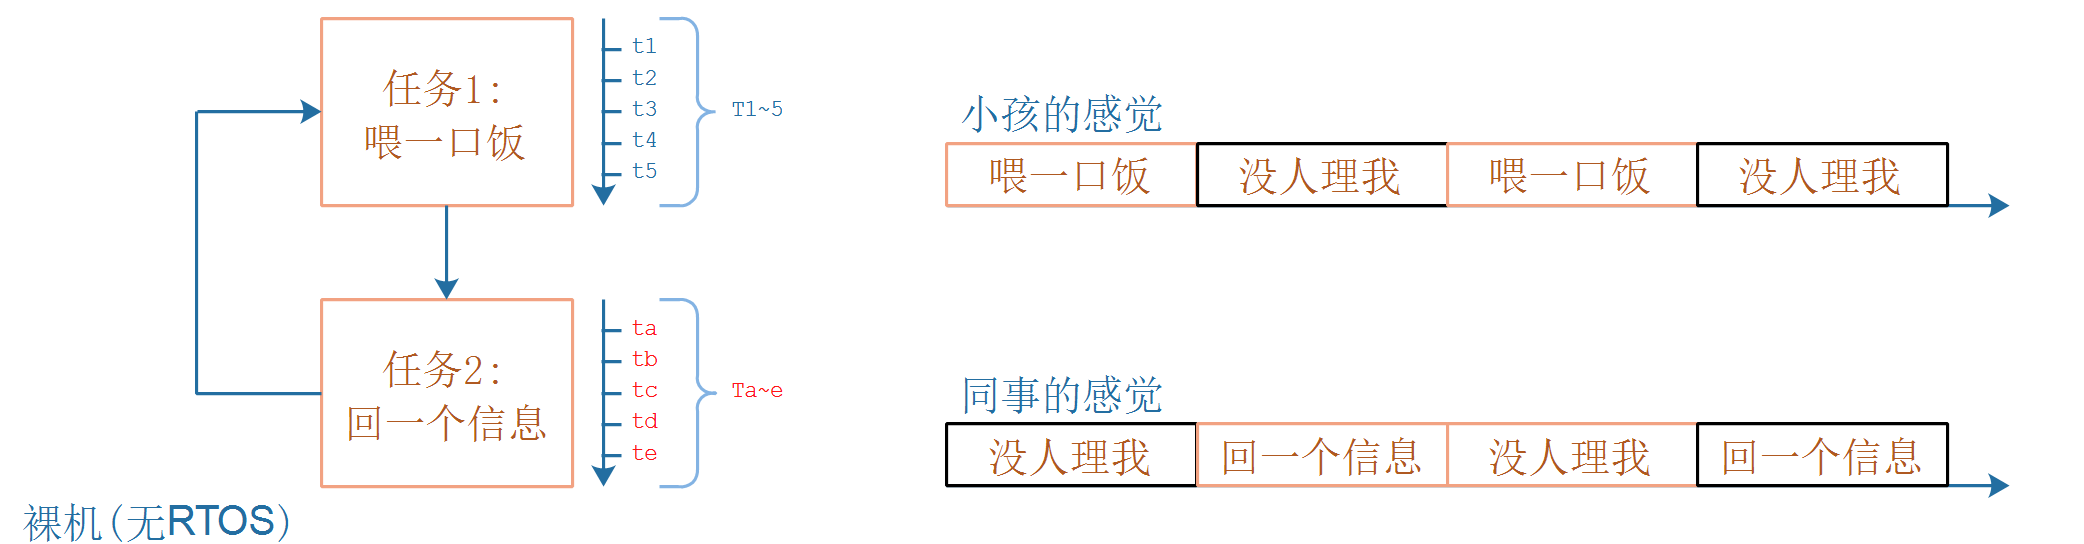 任务1:
喂一口饭
t1
t2
t3
t4
t5
T1~5
小孩的感觉
喂一口饭
没人理我
喂一口饭
没人理我
任务2:
回一个信息
ta
tb
tc
td
te
Ta~e
同事的感觉
没人理我
回一个信息
没人理我
回一个信息
裸机(无RTOS)